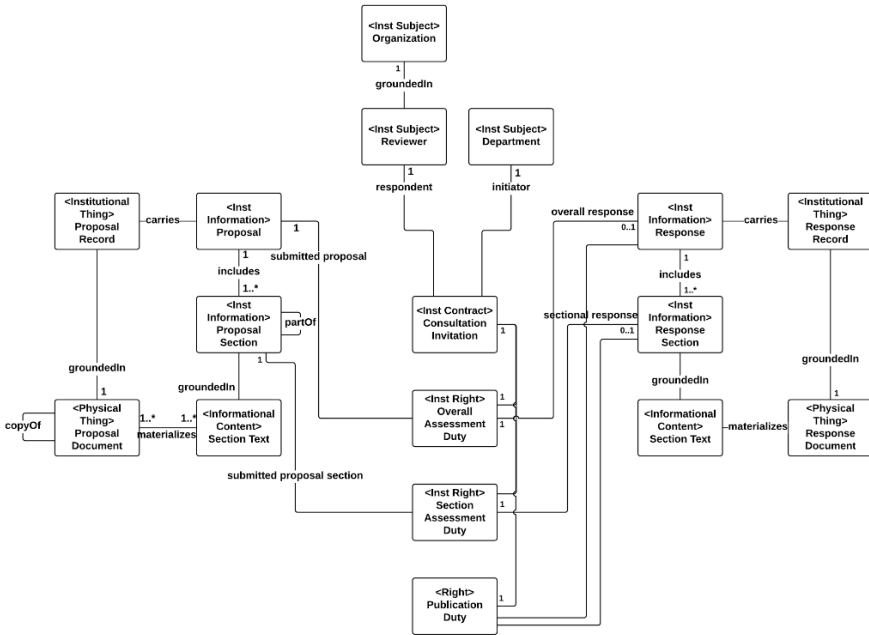 <Inst Subject>
Organization
1
groundedIn
<Inst Subject>
Reviewer
<Inst Subject>
Department
1
1
respondent
initiator
<Institutional
Thing>
Proposal
Record
carries
<Inst
Information>
Proposal
1
submitted proposal
overall response
0..1
<Inst
Information>
Response
carries
<Institutional
Thing>
Response
Record
1
includes
1..*
1
includes
1..*
<Inst
Information>
Proposal
Section
partOf
1
<Inst Contract>
Consultation
Invitation
1
sectional response
0..1
<Inst
Information>
Response
Section
groundedIn
1
groundedIn
groundedIn
groundedIn
1
copyOf
<Physical
Thing>
Proposal
Document
1..*
1..*
materializes
<Informational
Content>
Section Text
<Inst Right>
Overall
Assessment
Duty
1
1
<Informational
Content>
Section Text
materializes
<Physical
Thing>
Response
Document
submitted proposal section
<Inst Right>
Section
Assessment
Duty
1
<Right>
Publication
Duty
1